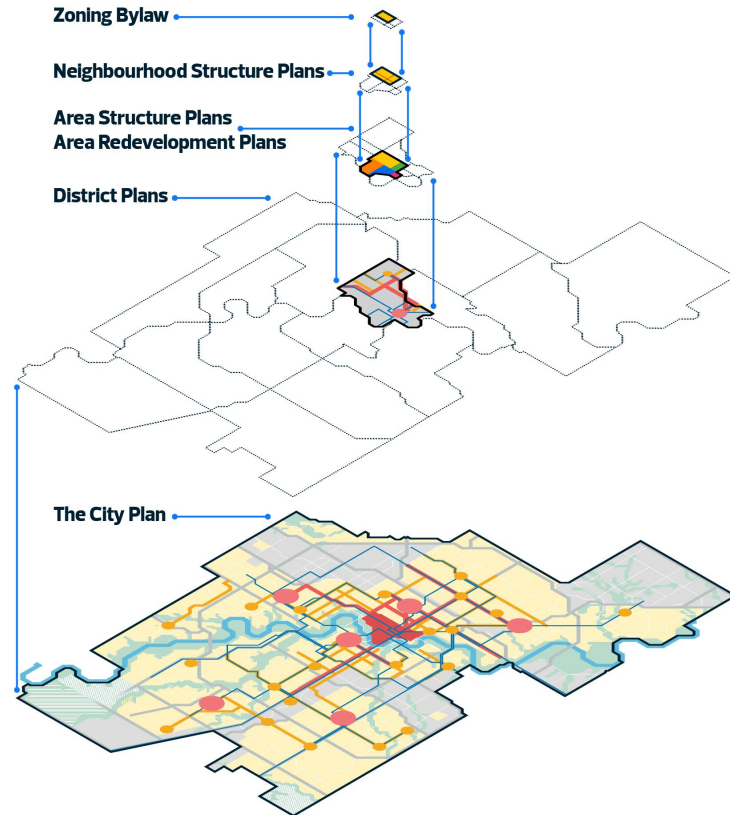 Zoning Bylaw
Neighbourhood Structure Plans
Area Structure Plans
Area Redevelopment Plans
District Plans
The City Plan